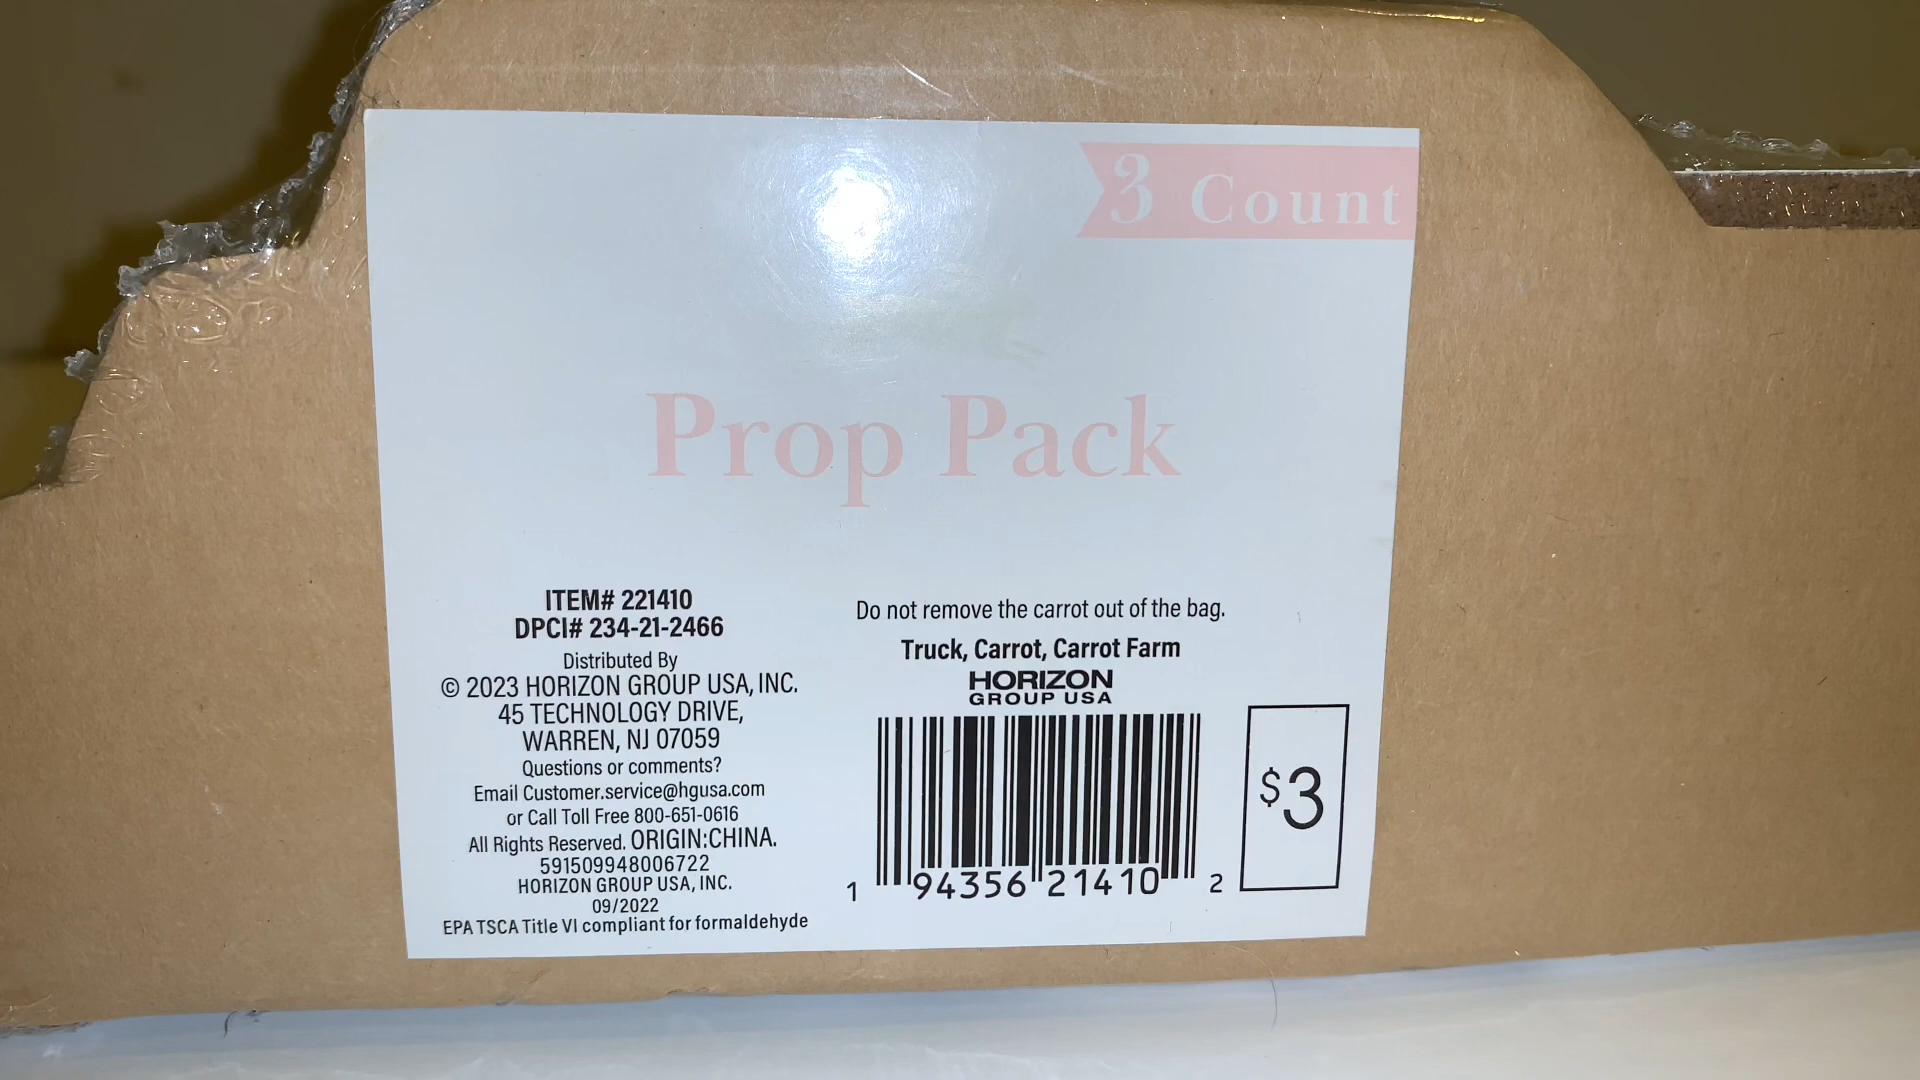 3 Count
Prop Pack
ITEM# 221410
DPCI# 234-21-2466
Distributed By
© 2023 HORIZON GROUP USA, INC.
45 TECHNOLOGY DRIVE,
WARREN, NJ 07059
Questions or comments?
Email Customer.service@hgusa.com
or Call Toll Free 800-651-0616
All Rights Reserved. ORIGIN:CHINA.
591509948006722
HORIZON GROUP USA, INC.
09/2022
EPA TSCA Title VI compliant for formaldehyde
Do not remove the carrot out of the bag.
Truck, Carrot, Carrot Farm
HORIZON
GROUP USA
1 94356 21410 2
$3